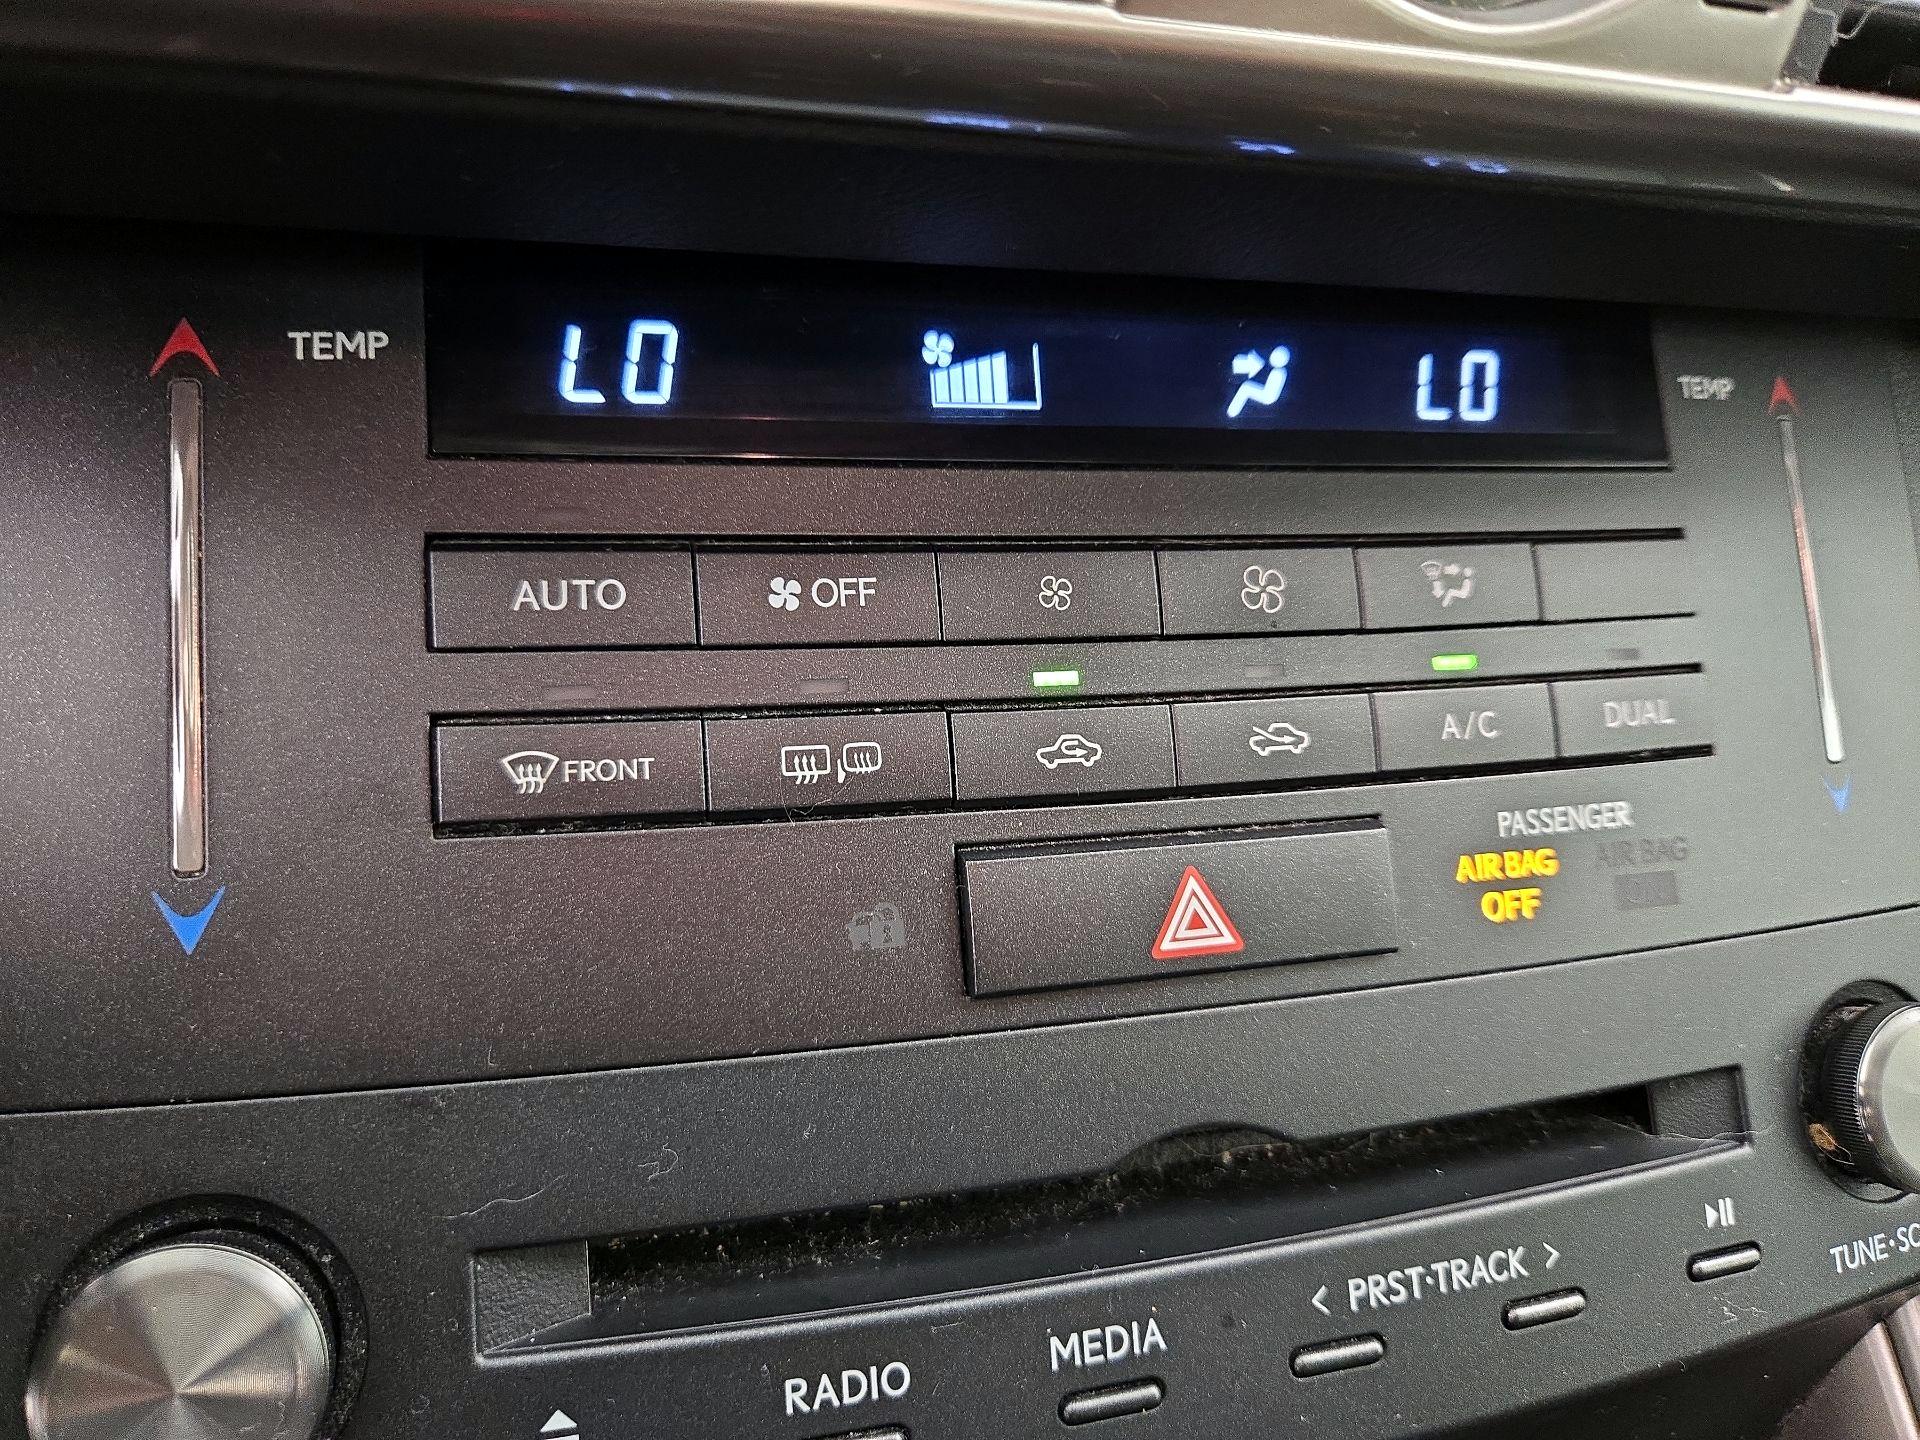 TEMP
LO
LO
TEMP
AUTO
OFF
FRONT
A/C
DUAL
PASSENGER
AIR BAG
OFF
AIR BAG
< PRST·TRACK >
MEDIA
RADIO